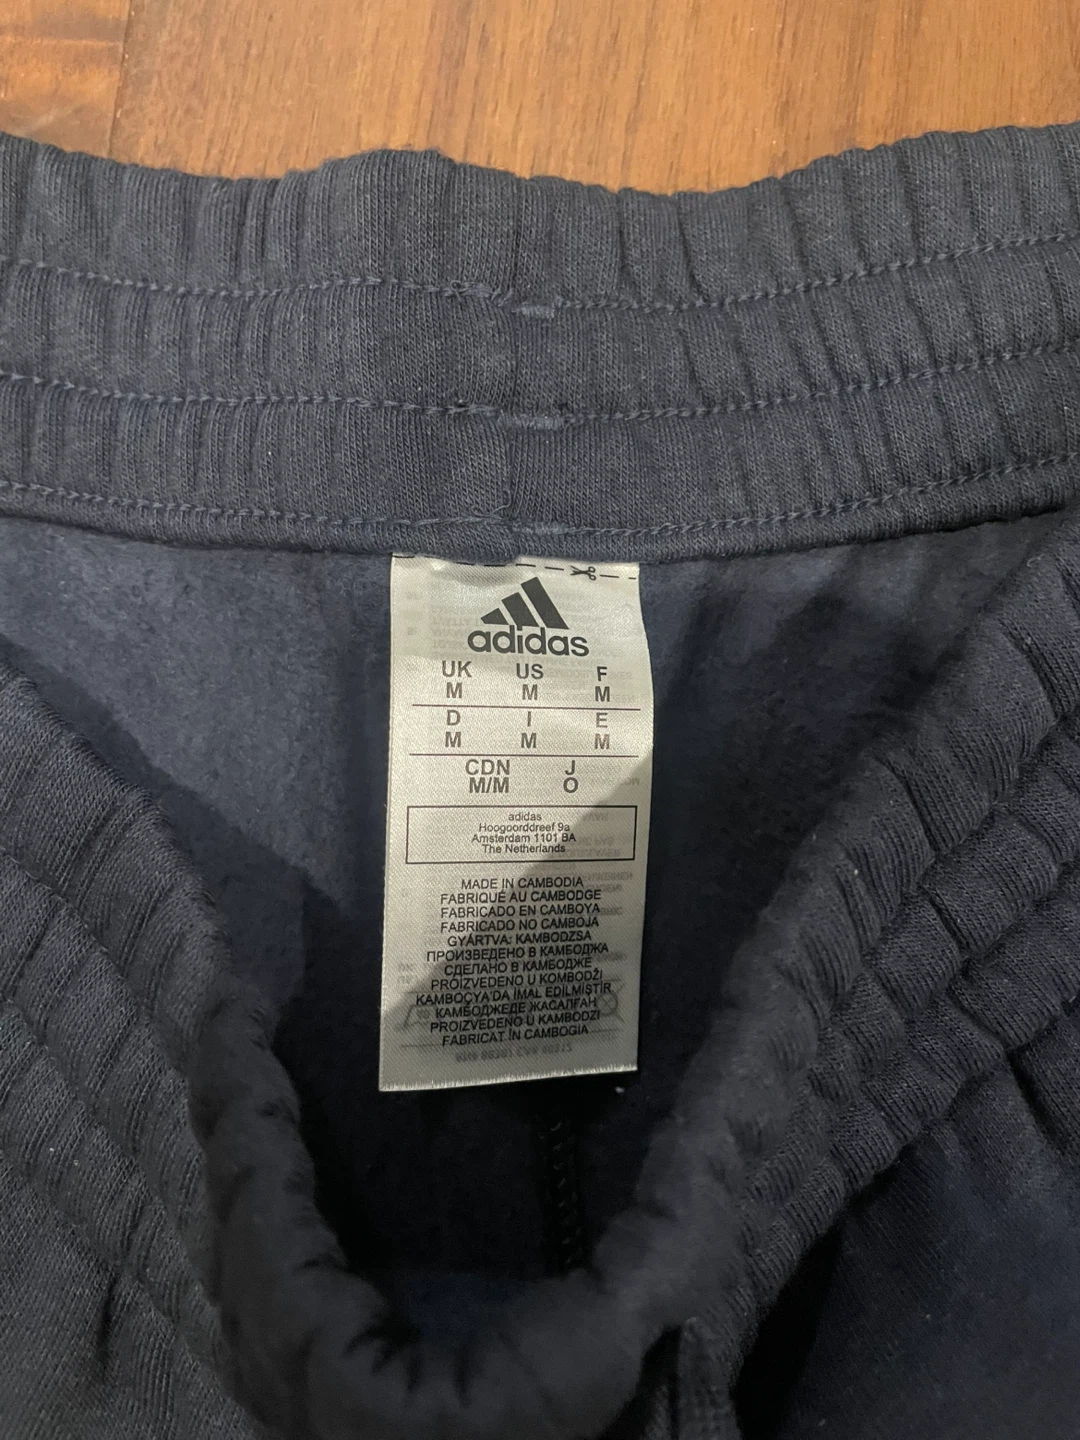 adidas
UK US F
M M M
D I E
M M M
CDN J
M/M O
adidas
Hoogoorddreef 9a
Amsterdam 1101 BA
The Netherlands
MADE IN CAMBODIA
FABRIQUÉ AU CAMBODGE
FABRICADO EN CAMBOYA
FABRICADO NO CAMBOJA
GYÁRTVA: KAMBODZSA
ПРОИЗВЕДЕНО В КАМБОДЖА
СДЕЛАНО В КАМБОДЖЕ
PROIZVEDENO U KOMBODŽI
KAMBOÇYA'DA İMAL EDİLMİŞTİR
КАМБОДЖЕДЕ ЖАСАЛҒАН
PROIZVEDENO U KAMBODZI
FABRICAT ÎN CAMBOGIA